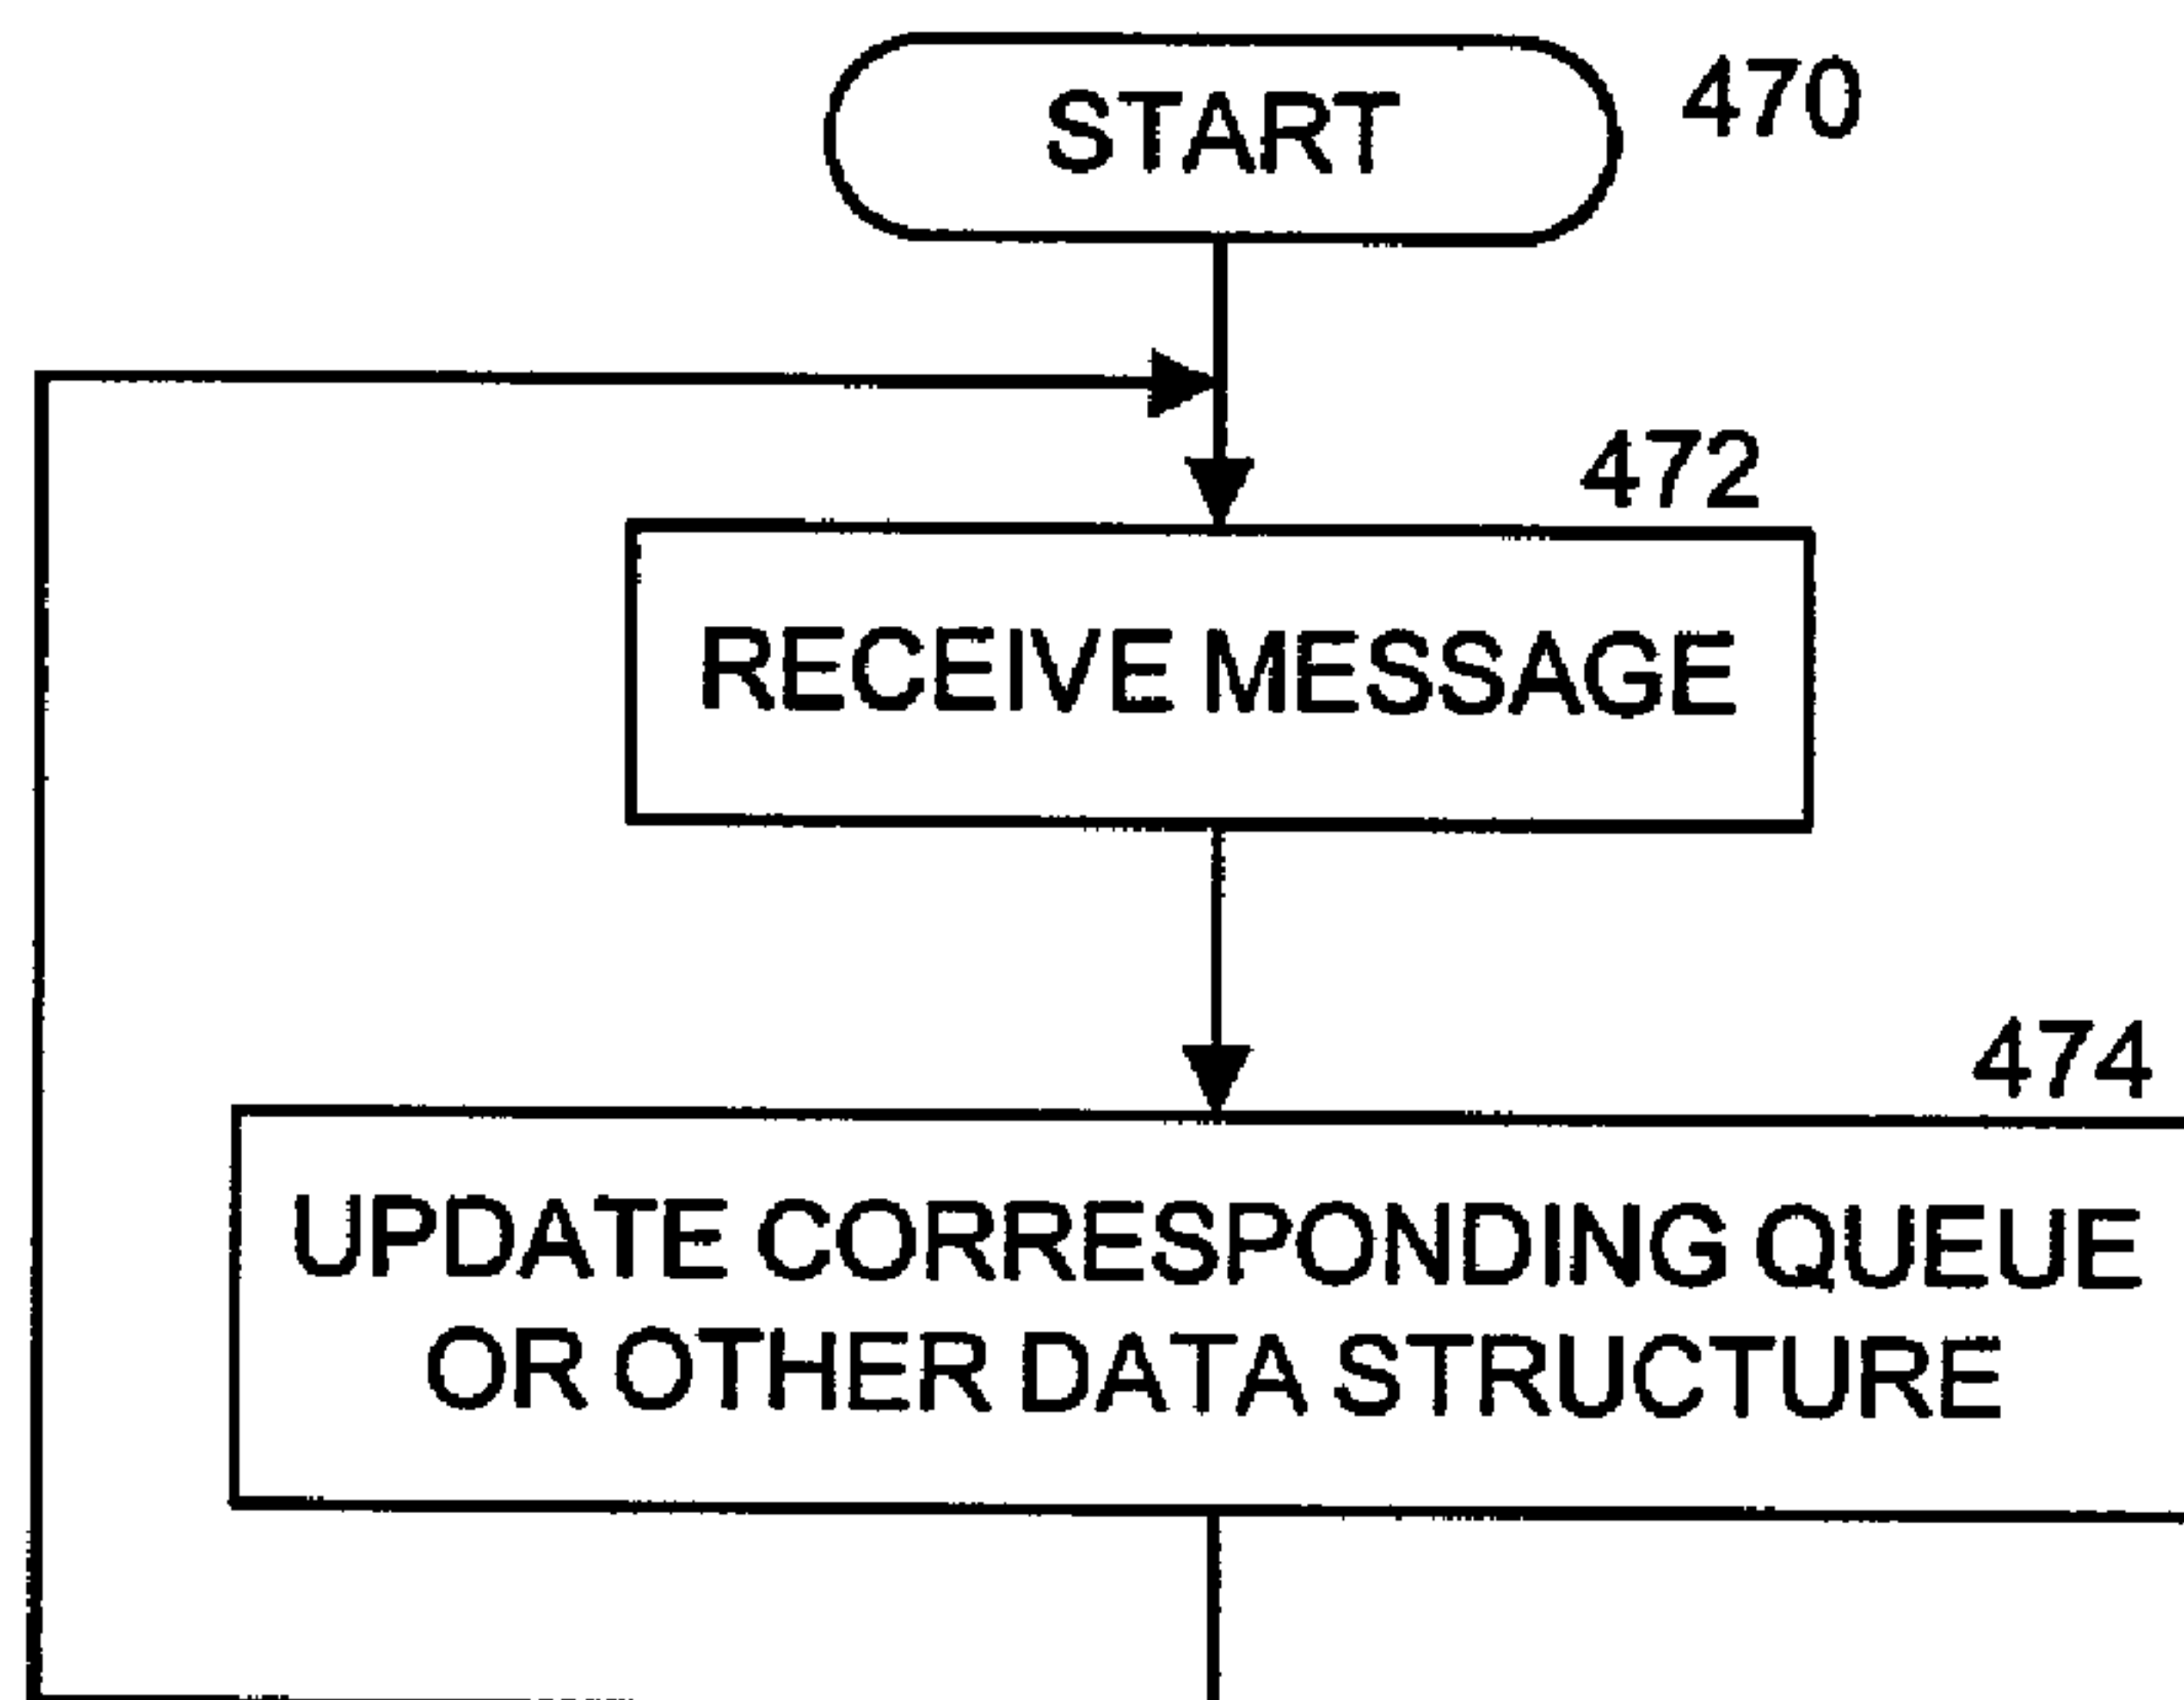 START
470
472
RECEIVE MESSAGE
474
UPDATE CORRESPONDING QUEUE
OR OTHER DATA STRUCTURE